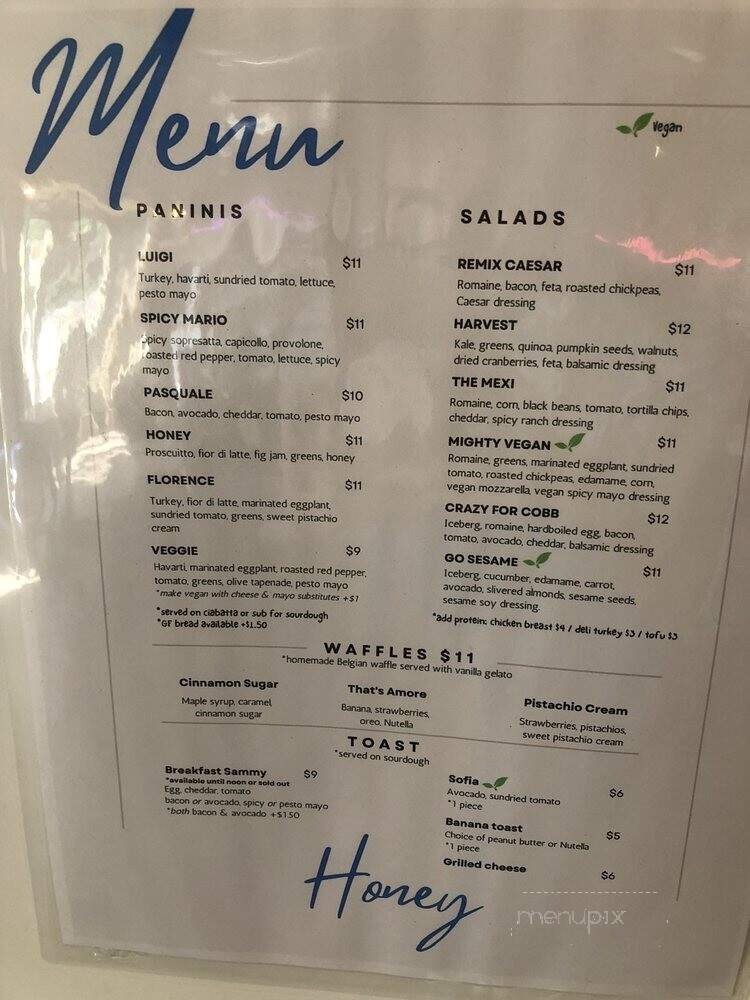 Menu
Vegan
PANINIS
LUIGI $11
Turkey, havarti, sundried tomato, lettuce,
pesto mayo
SPICY MARIO $11
Spicy sopresatta, capicollo, provolone,
roasted red pepper, tomato, lettuce, spicy
mayo
PASQUALE $10
Bacon, avocado, cheddar, tomato, pesto mayo
HONEY $11
Proscuitto, fior di latte, fig jam, greens, honey
FLORENCE $11
Turkey, fior di latte, marinated eggplant,
sundried tomato, greens, sweet pistachio
cream
VEGGIE $9
Havarti, marinated eggplant, roasted red pepper,
tomato, greens, olive tapenade, pesto mayo
*make vegan with cheese & mayo substitutes +$1
*served on ciabatta or sub for sourdough
*GF bread available +$1.50
SALADS
REMIX CAESAR $11
Romaine, bacon, feta, roasted chickpeas,
Caesar dressing
HARVEST $12
Kale, greens, quinoa, pumpkin seeds, walnuts,
dried cranberries, feta, balsamic dressing
THE MEXI $11
Romaine, corn, black beans, tomato, tortilla chips,
cheddar, spicy ranch dressing
MIGHTY VEGAN $11
Romaine, greens, marinated eggplant, sundried
tomato, roasted chickpeas, edamame, corn,
vegan mozzarella, vegan spicy mayo dressing
CRAZY FOR COBB $12
Iceberg, romaine, hardboiled egg, bacon,
tomato, avocado, cheddar, balsamic dressing
GO SESAME $11
Iceberg, cucumber, edamame, carrot,
avocado, slivered almonds, sesame seeds,
sesame soy dressing.
*add protein: chicken breast $4 / deli turkey $3 / tofu $3
WAFFLES $11
*homemade Belgian waffle served with vanilla gelato
Cinnamon Sugar
Maple syrup, caramel,
cinnamon sugar
That's Amore
Banana, strawberries,
oreo, Nutella
Pistachio Cream
Strawberries, pistachios,
sweet pistachio cream
TOAST
*served on sourdough
Breakfast Sammy $9
*available until noon or sold out
Egg, cheddar, tomato
bacon or avocado, spicy or pesto mayo
*both bacon & avocado +$1.50
Sofia $6
Avocado, sundried tomato
*1 piece
Banana toast $5
Choice of peanut butter or Nutella
*1 piece
Grilled cheese $6
Honey
menupix